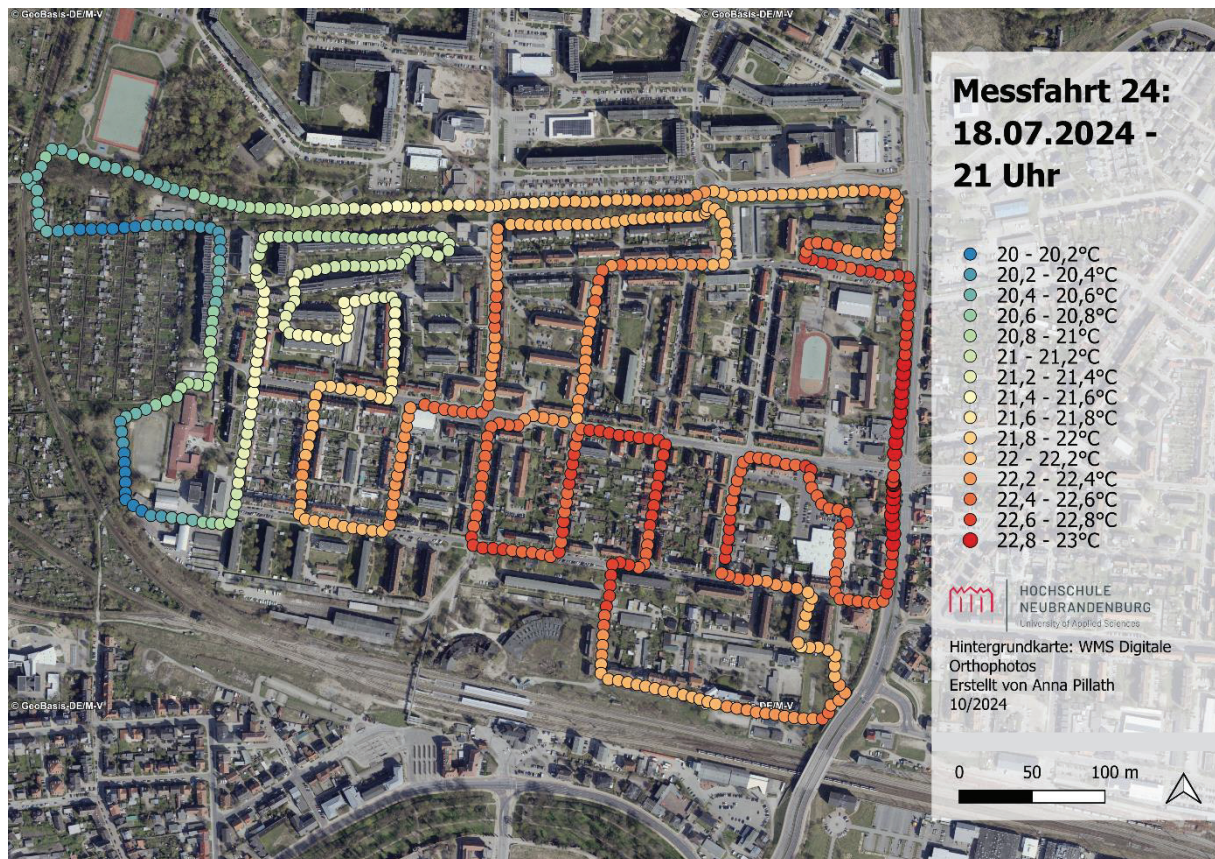 © GeoBasis-DE/M-V
© GeoBasis-DE/M-V
Messfahrt 24:
18.07.2024 -
21 Uhr
20 - 20,2°C
20,2 - 20,4°C
20,4 - 20,6°C
20,6 - 20,8°C
20,8 - 21°C
21 - 21,2°C
21,2 - 21,4°C
21,4 - 21,6°C
21,6 - 21,8°C
21,8 - 22°C
22 - 22,2°C
22,2 - 22,4°C
22,4 - 22,6°C
22,6 - 22,8°C
22,8 - 23°C
HOCHSCHULE
NEUBRANDENBURG
University of Applied Sciences
Hintergrundkarte: WMS Digitale
Orthophotos
Erstellt von Anna Pillath
10/2024
© GeoBasis-DE/M-V
DE/M-V
0 50 100 m